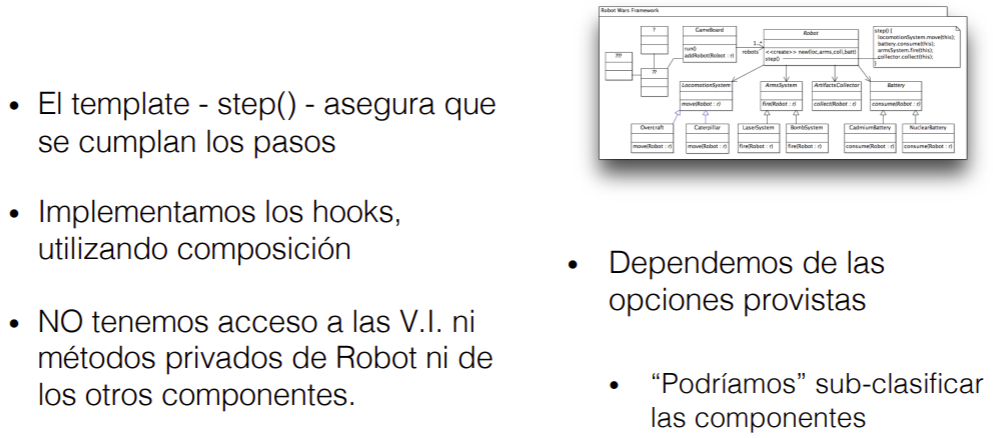 • El template - step() - asegura que
se cumplan los pasos
• Implementamos los hooks,
utilizando composición
• NO tenemos acceso a las V.I. ni
métodos privados de Robot ni de
los otros componentes.
Robot Wars Framework
?
GameBoard
run()
addRobot(Robot : r)
1..*
robots
Robot
<<create>> new(loc,arms,coll,batt)
step()
step() {
locomotionSystem.move(this);
battery.consume(this);
armsSystem.fire(this);
collector.collect(this);
}
???
??
LocomotionSystem
move(Robot : r)
ArmsSystem
fire(Robot : r)
ArtifactsCollector
collect(Robot : r)
Battery
consume(Robot : r)
Overcraft
move(Robot : r)
Caterpillar
move(Robot : r)
LaserSystem
fire(Robot : r)
BombSystem
fire(Robot : r)
CadmiumBattery
consume(Robot : r)
NuclearBattery
consume(Robot : r)
• Dependemos de las
opciones provistas
• “Podríamos” sub-clasificar
las componentes